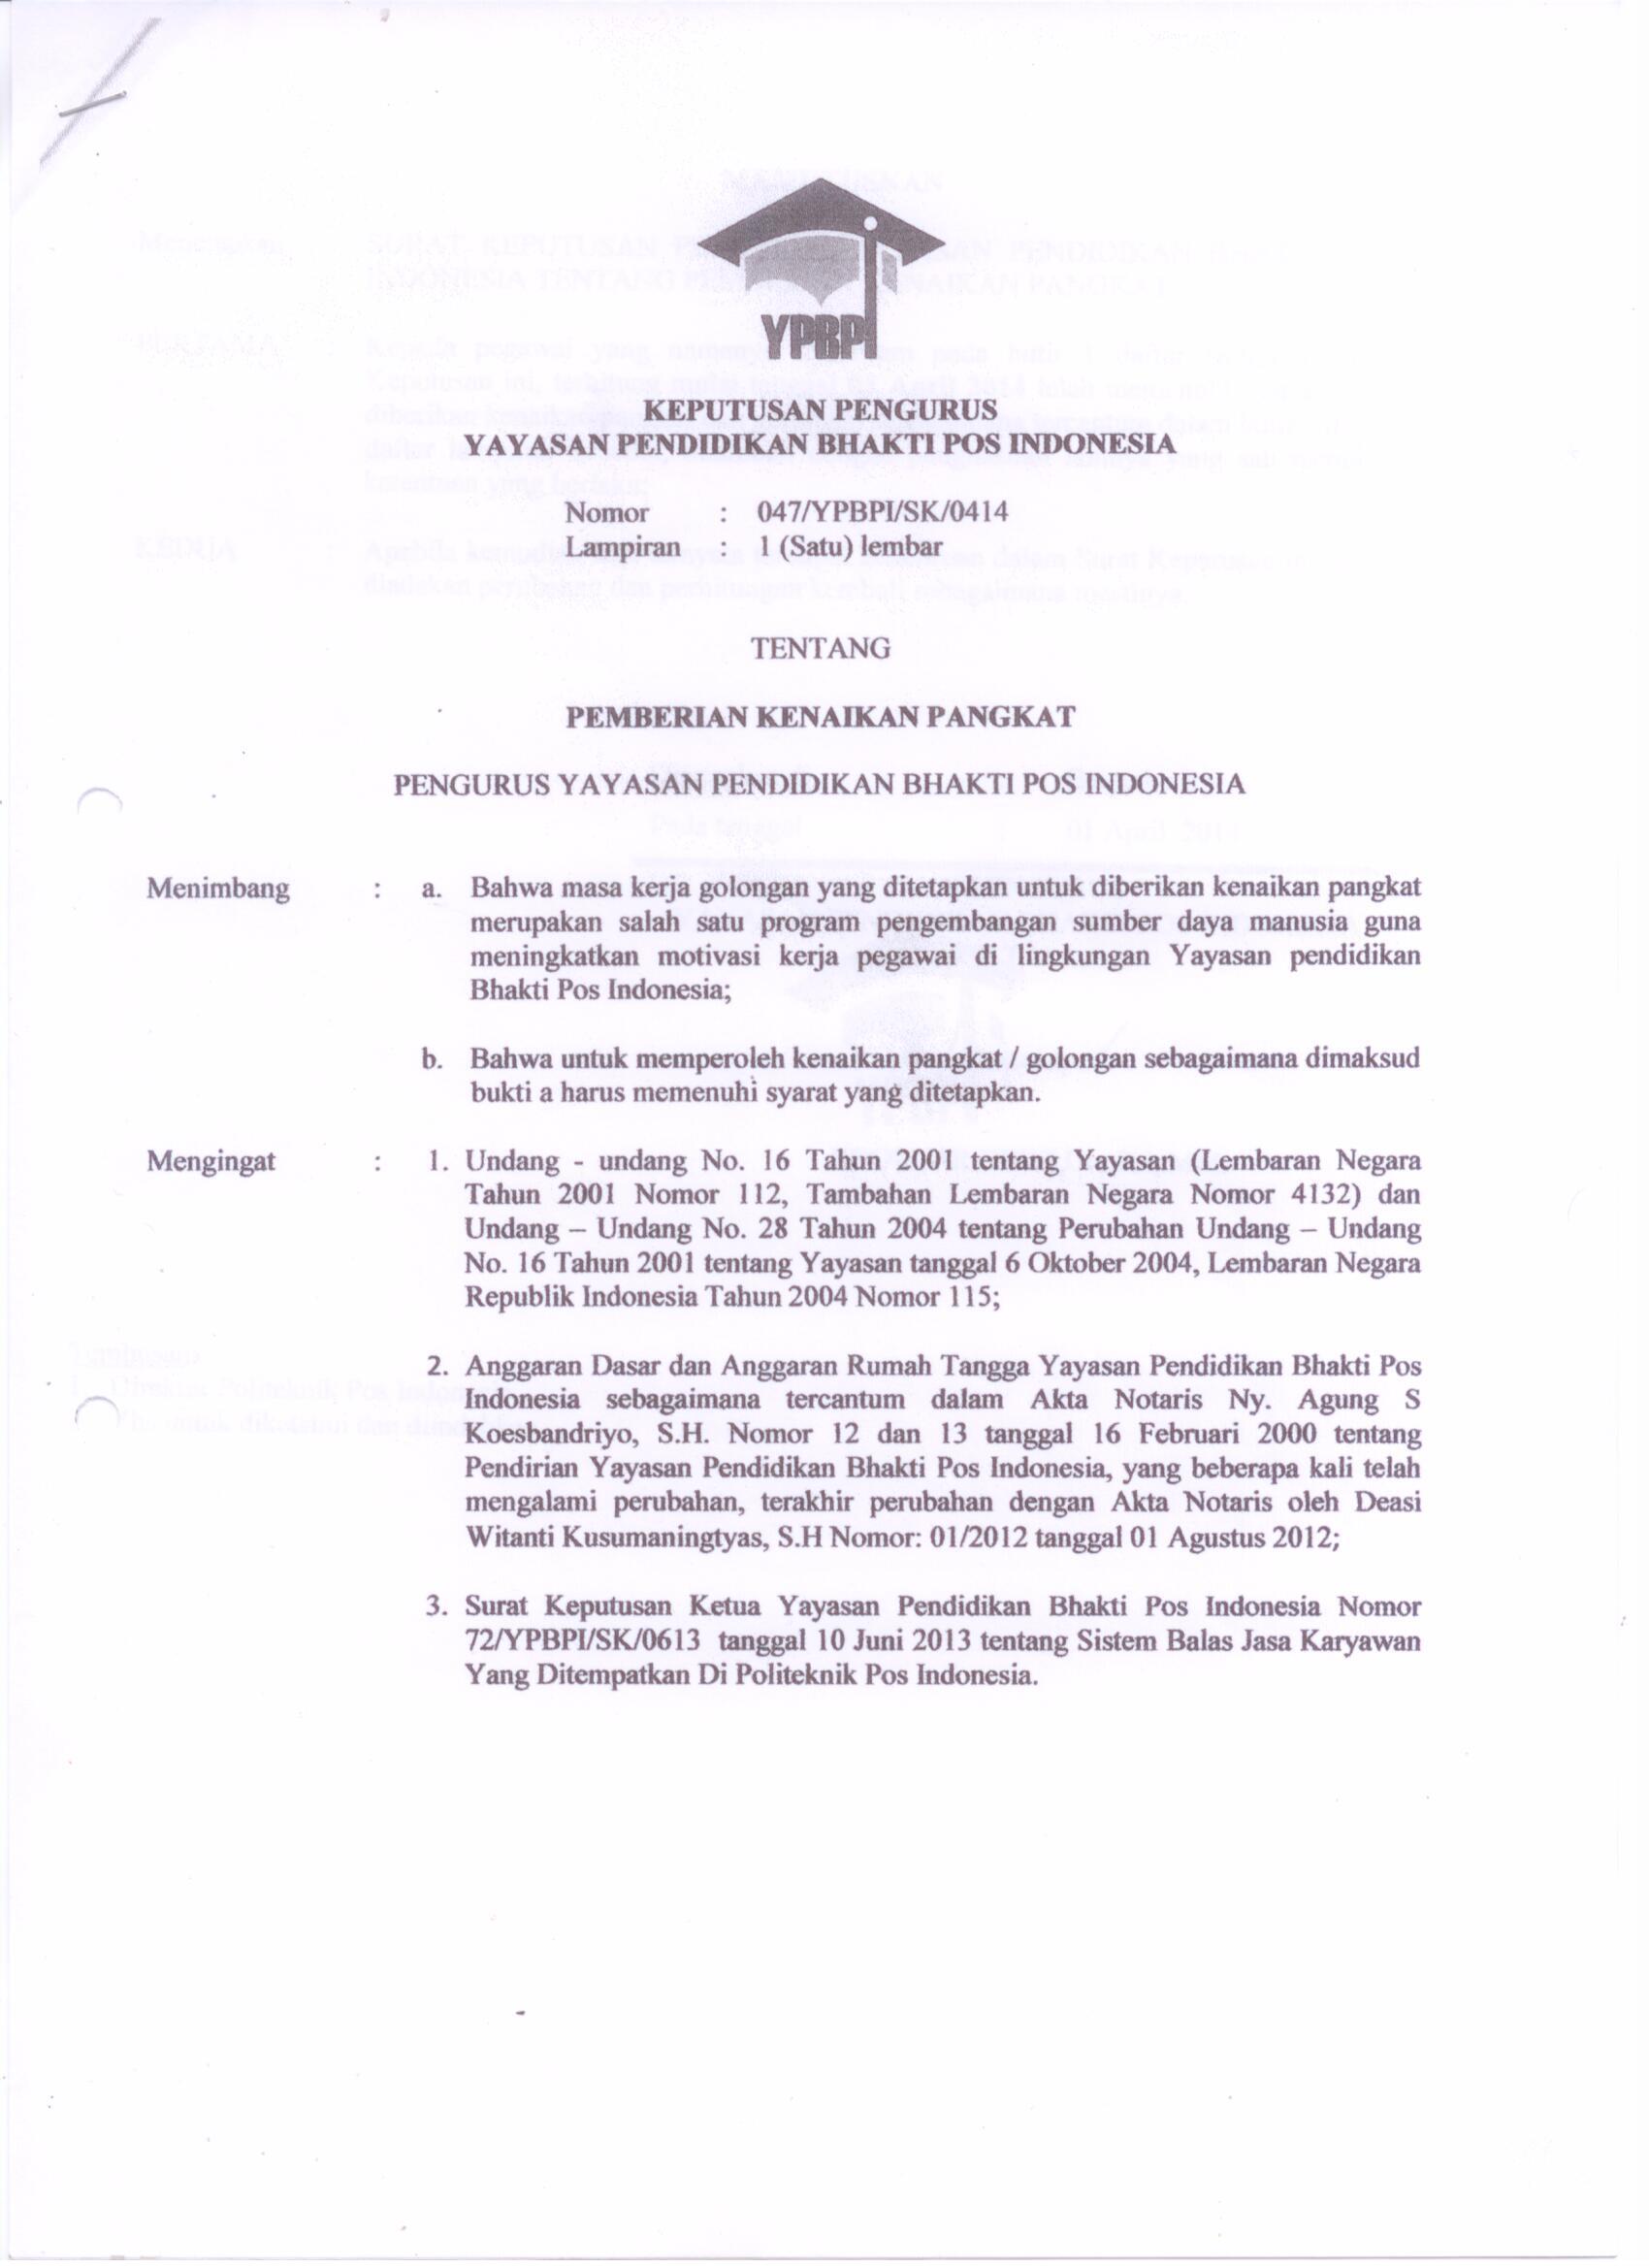 YPBPI
KEPUTUSAN PENGURUS
YAYASAN PENDIDIKAN BHAKTI POS INDONESIA
Nomor : 047/YPBPI/SK/0414
Lampiran : 1 (Satu) lembar
TENTANG
PEMBERIAN KENAIKAN PANGKAT
PENGURUS YAYASAN PENDIDIKAN BHAKTI POS INDONESIA
Menimbang : a. Bahwa masa kerja golongan yang ditetapkan untuk diberikan kenaikan pangkat
merupakan salah satu program pengembangan sumber daya manusia guna
meningkatkan motivasi kerja pegawai di lingkungan Yayasan pendidikan
Bhakti Pos Indonesia;
b. Bahwa untuk memperoleh kenaikan pangkat / golongan sebagaimana dimaksud
bukti a harus memenuhi syarat yang ditetapkan.
Mengingat : 1. Undang - undang No. 16 Tahun 2001 tentang Yayasan (Lembaran Negara
Tahun 2001 Nomor 112, Tambahan Lembaran Negara Nomor 4132) dan
Undang – Undang No. 28 Tahun 2004 tentang Perubahan Undang – Undang
No. 16 Tahun 2001 tentang Yayasan tanggal 6 Oktober 2004, Lembaran Negara
Republik Indonesia Tahun 2004 Nomor 115;
2. Anggaran Dasar dan Anggaran Rumah Tangga Yayasan Pendidikan Bhakti Pos
Indonesia sebagaimana tercantum dalam Akta Notaris Ny. Agung S
Koesbandriyo, S.H. Nomor 12 dan 13 tanggal 16 Februari 2000 tentang
Pendirian Yayasan Pendidikan Bhakti Pos Indonesia, yang beberapa kali telah
mengalami perubahan, terakhir perubahan dengan Akta Notaris oleh Deasi
Witanti Kusumaningtyas, S.H Nomor: 01/2012 tanggal 01 Agustus 2012;
3. Surat Keputusan Ketua Yayasan Pendidikan Bhakti Pos Indonesia Nomor
72/YPBPI/SK/0613 tanggal 10 Juni 2013 tentang Sistem Balas Jasa Karyawan
Yang Ditempatkan Di Politeknik Pos Indonesia.